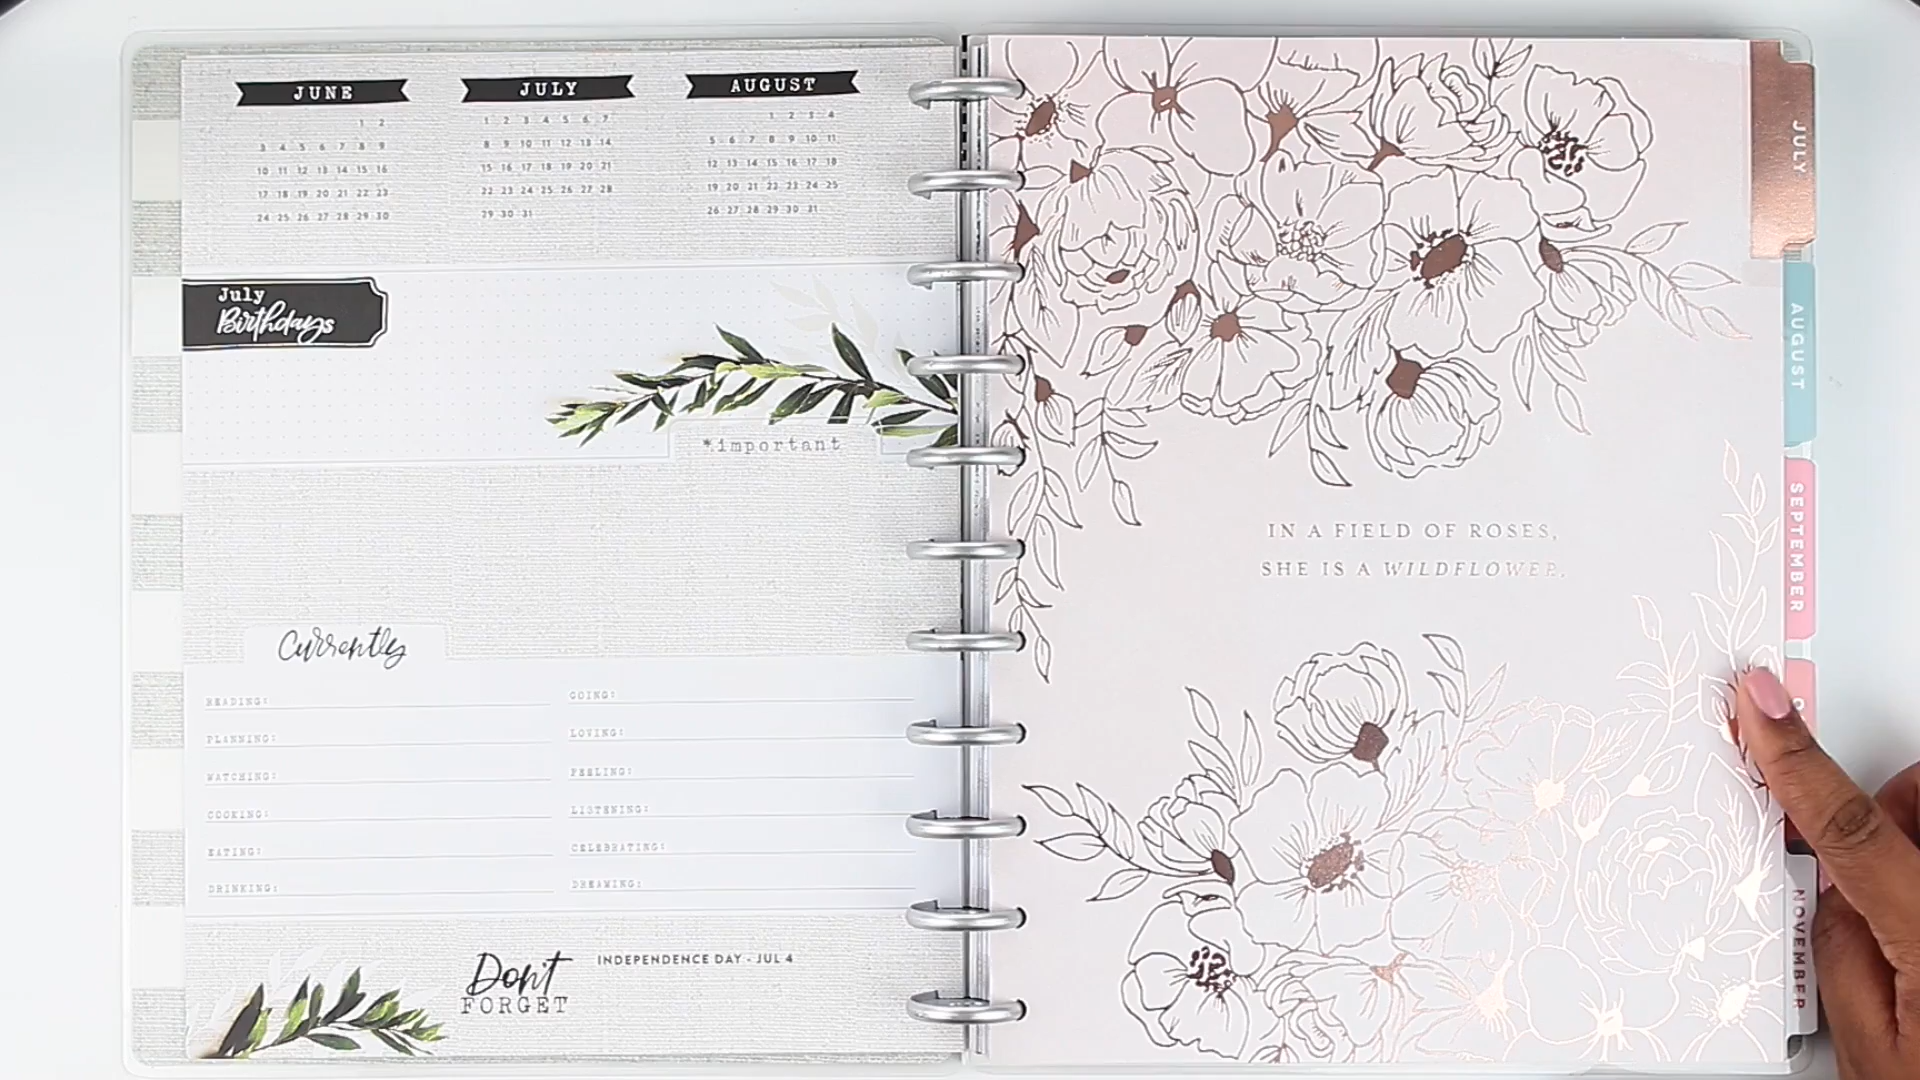 JUNE
1 2
3 4 5 6 7 8 9
10 11 12 13 14 15 16
17 18 19 20 21 22 23
24 25 26 27 28 29 30
JULY
1 2 3 4 5 6 7
8 9 10 11 12 13 14
15 16 17 18 19 20 21
22 23 24 25 26 27 28
29 30 31
AUGUST
1 2 3 4
5 6 7 8 9 10 11
12 13 14 15 16 17 18
19 20 21 22 23 24 25
26 27 28 29 30 31
July
Birthdays
*important
Currently
READING:
PLANNING:
WATCHING:
COOKING:
EATING:
DRINKING:
GOING:
LOVING:
FEELING:
LISTENING:
CELEBRATING:
DREAMING:
Don't
FORGET
INDEPENDENCE DAY - JUL 4
IN A FIELD OF ROSES,
SHE IS A WILDFLOWER.
JULY
AUGUST
SEPTEMBER
O
NOVEMBER